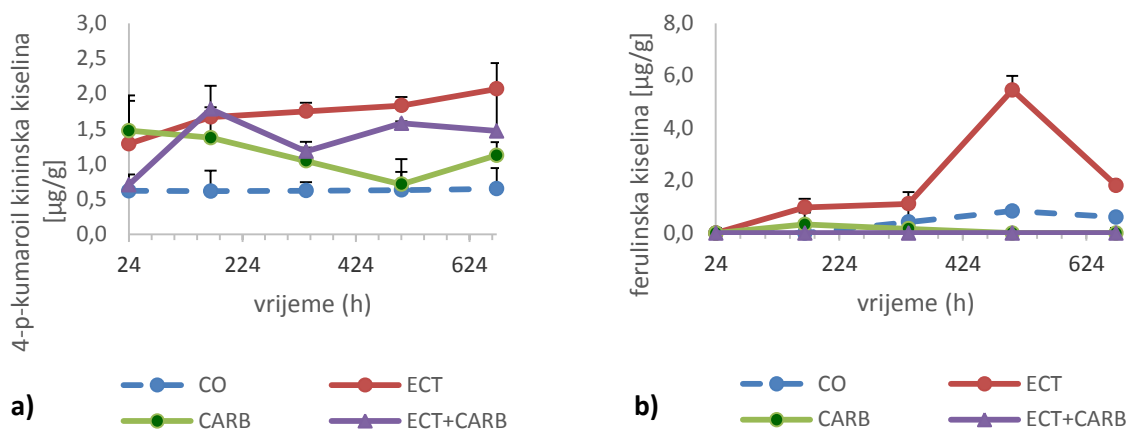 4-p-kumaroil kininska kiselina
[µg/g]
3,0
2,5
2,0
1,5
1,0
0,5
0,0
24
224
424
624
vrijeme (h)
CO
ECT
CARB
ECT+CARB
a)
ferulinska kiselina [µg/g]
8,0
6,0
4,0
2,0
0,0
24
224
424
624
vrijeme (h)
CO
ECT
CARB
ECT+CARB
b)